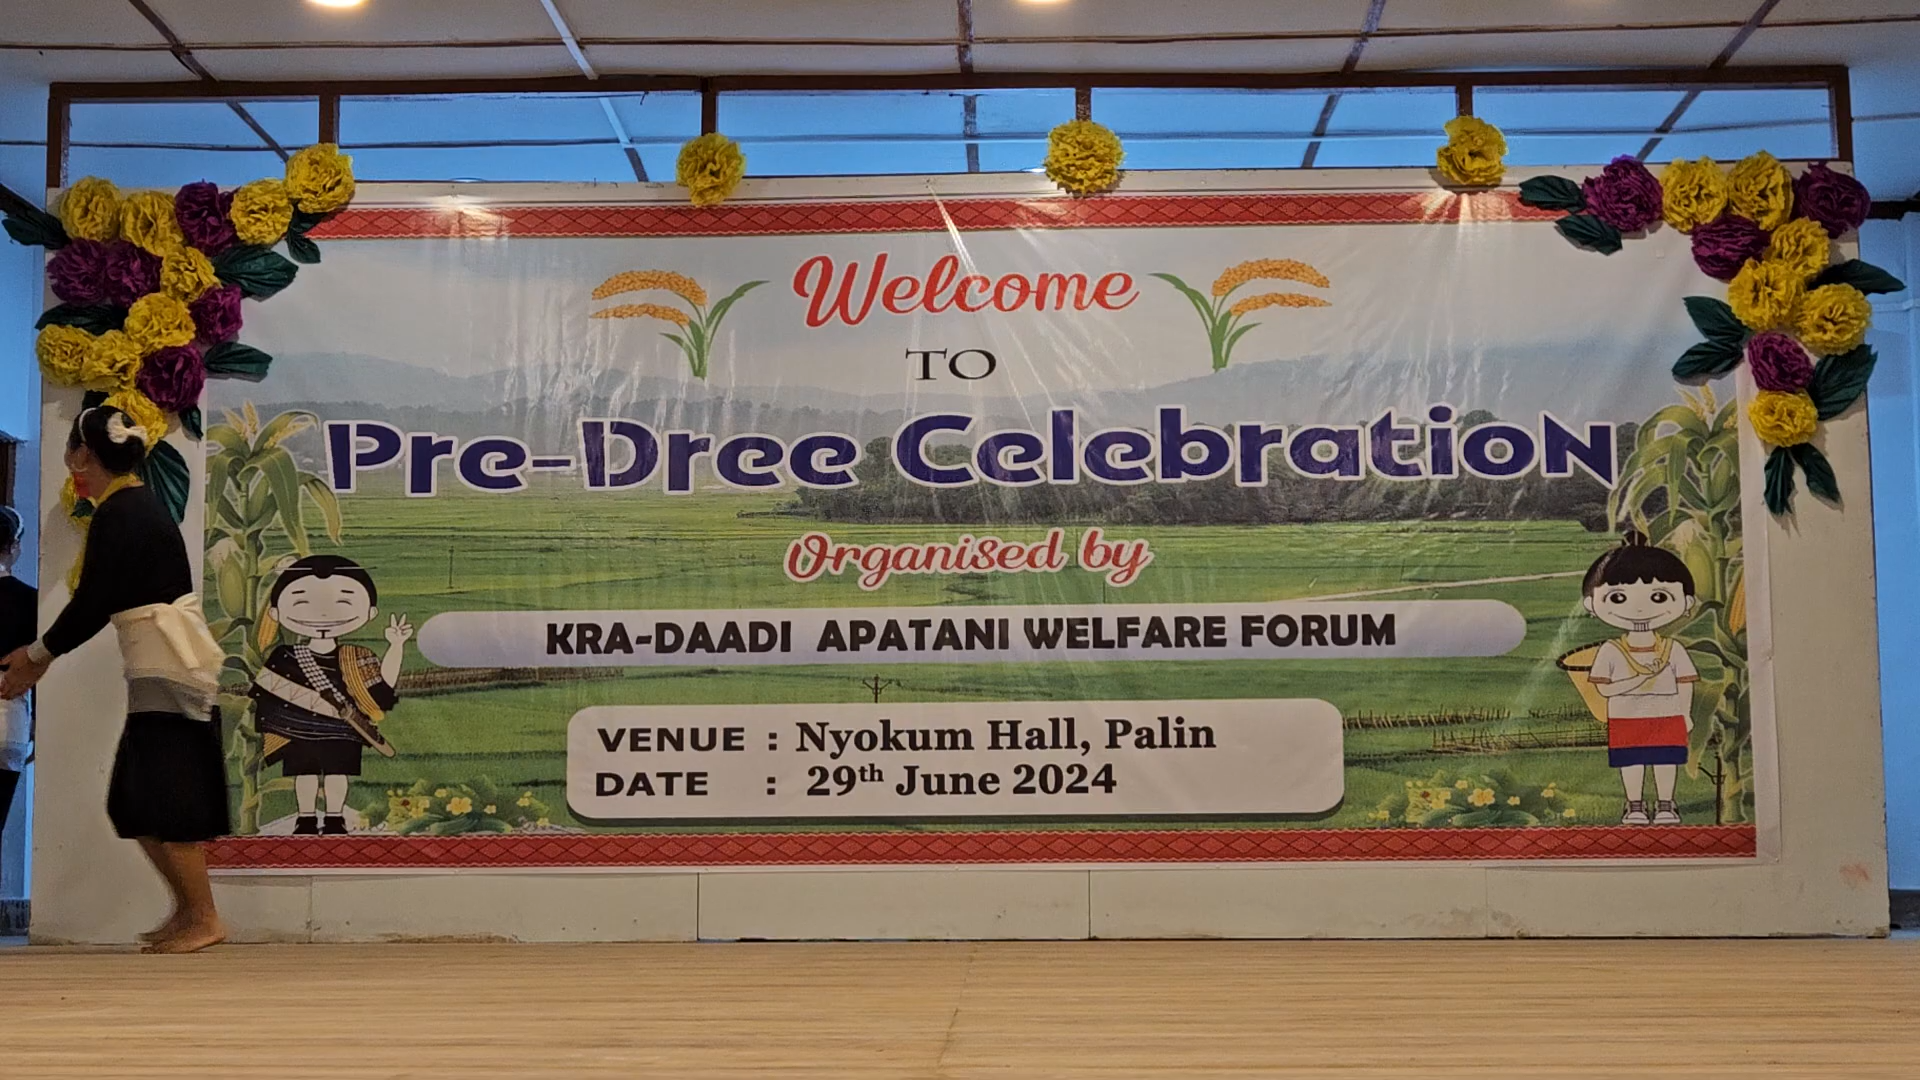 Welcome
TO
Pre-Dree CelebratioN
Organised by
KRA-DAADI APATANI WELFARE FORUM
VENUE : Nyokum Hall, Palin
DATE : 29th June 2024